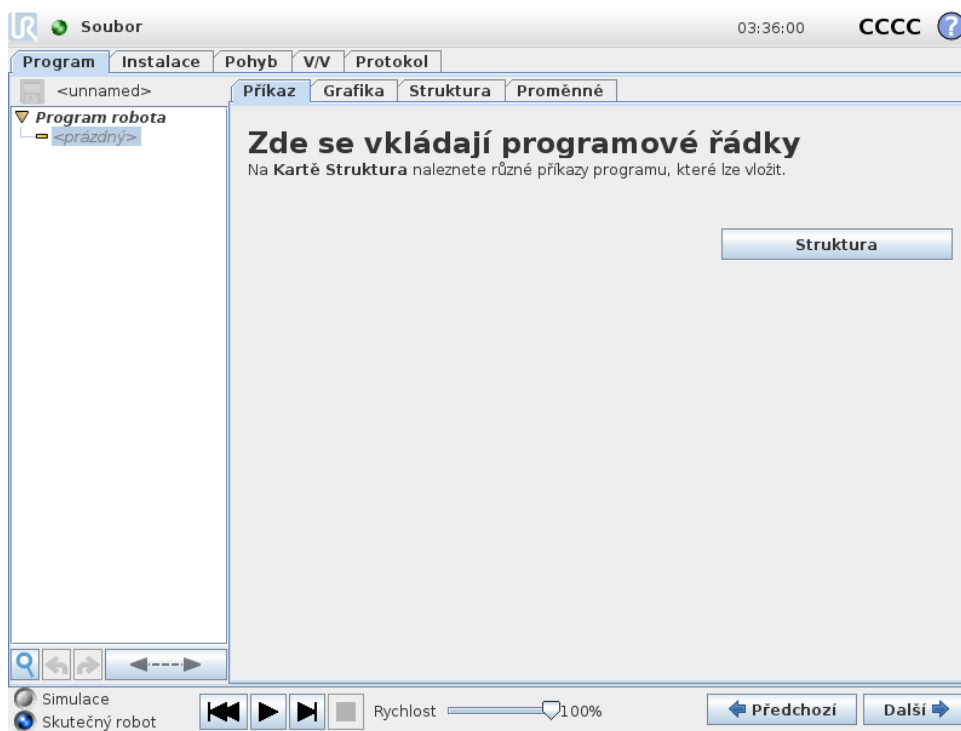 UR Soubor 03:36:00 CCCC ?
Program Instalace Pohyb V/V Protokol
<unnamed> Příkaz Grafika Struktura Proměnné
Program robota
<prázdný>
Zde se vkládají programové řádky
Na Kartě Struktura naleznete různé příkazy programu, které lze vložit.
Struktura
Simulace
Skutečný robot
Rychlost 100%
Předchozí Další